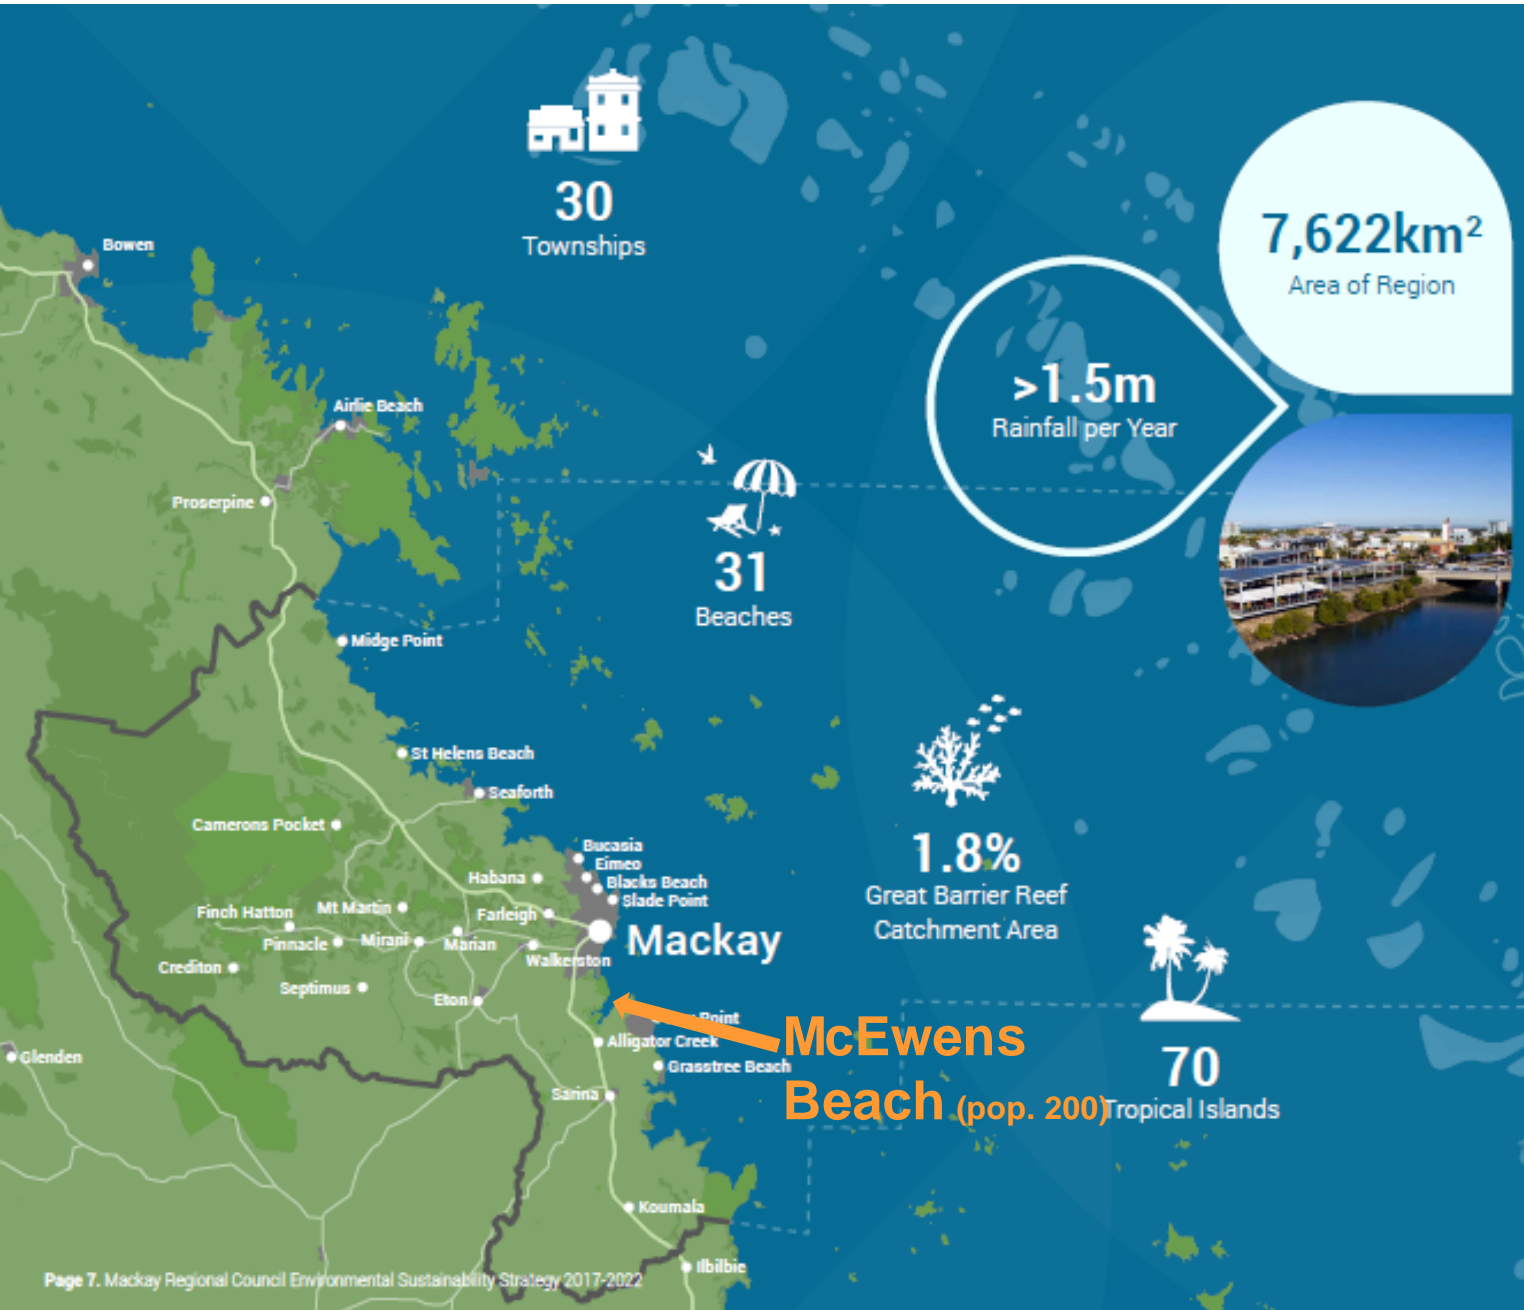 30
Townships
7,622km²
Area of Region
Bowen
>1.5m
Rainfall per Year
Airlie Beach
Proserpine
31
Beaches
Midge Point
St Helens Beach
Seaforth
Camerons Pocket
1.8%
Great Barrier Reef
Catchment Area
Bucasia
Eimeo
Blacks Beach
Slade Point
Habana
Farleigh
Mt Martin
Finch Hatton
Pinnacle
Mirani
Marian
Mackay
Walkerston
Crediton
Septimus
Eton
Point
Alligator Creek
Grasstree Beach
McEwens
Beach (pop. 200)
70
Tropical Islands
Glenden
Sarina
Koumala
Ilbilbie
Page 7. Mackay Regional Council Environmental Sustainability Strategy 2017-2022